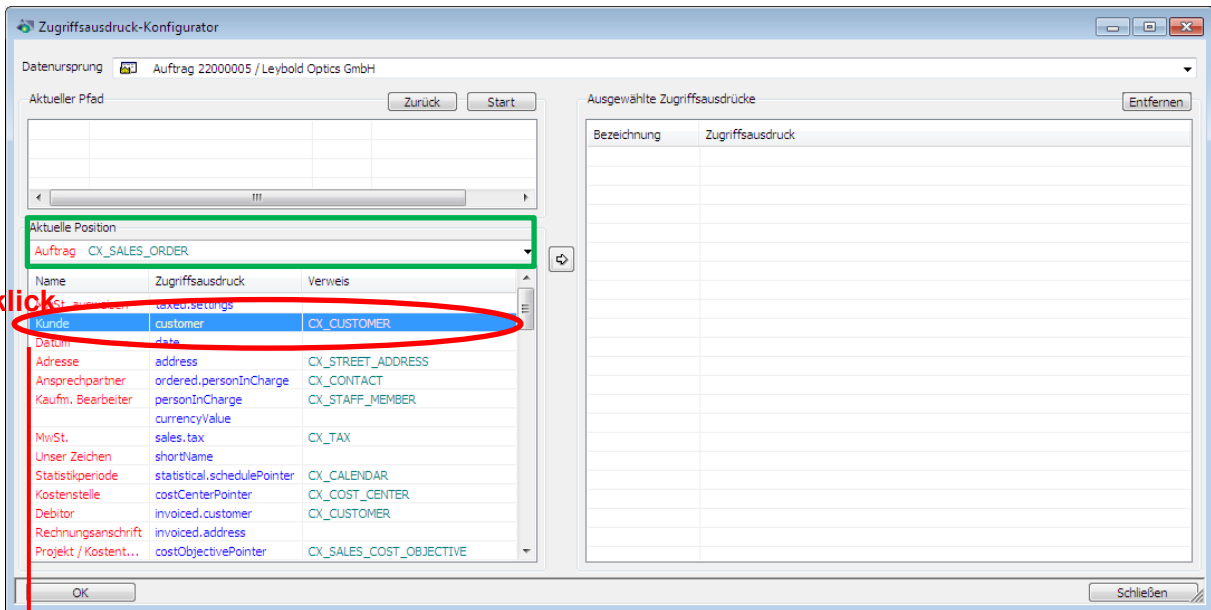 Zugriffsausdruck-Konfigurator
Datenursprung Auftrag 22000005 / Leybold Optics GmbH
Aktueller Pfad Zurück Start
Ausgewählte Zugriffsausdrücke Entfernen
Bezeichnung Zugriffsausdruck
Aktuelle Position
Auftrag CX_SALES_ORDER
Name Zugriffsausdruck Verweis
klick
taxed.settings
Kunde customer CX_CUSTOMER
Datum date
Adresse address CX_STREET_ADDRESS
Ansprechpartner ordered.personInCharge CX_CONTACT
Kaufm. Bearbeiter personInCharge CX_STAFF_MEMBER
currencyValue
MwSt. sales.tax CX_TAX
Unser Zeichen shortName
Statistikperiode statistical.schedulePointer CX_CALENDAR
Kostenstelle costCenterPointer CX_COST_CENTER
Debitor invoiced.customer CX_CUSTOMER
Rechnungsanschrift invoiced.address
Projekt / Kostent... costObjectivePointer CX_SALES_COST_OBJECTIVE
OK Schließen